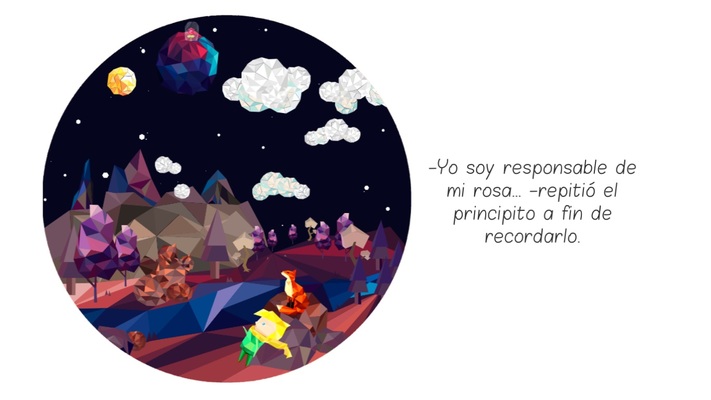 -Yo soy responsable de
mi rosa... -repitió el
principito a fin de
recordarlo.